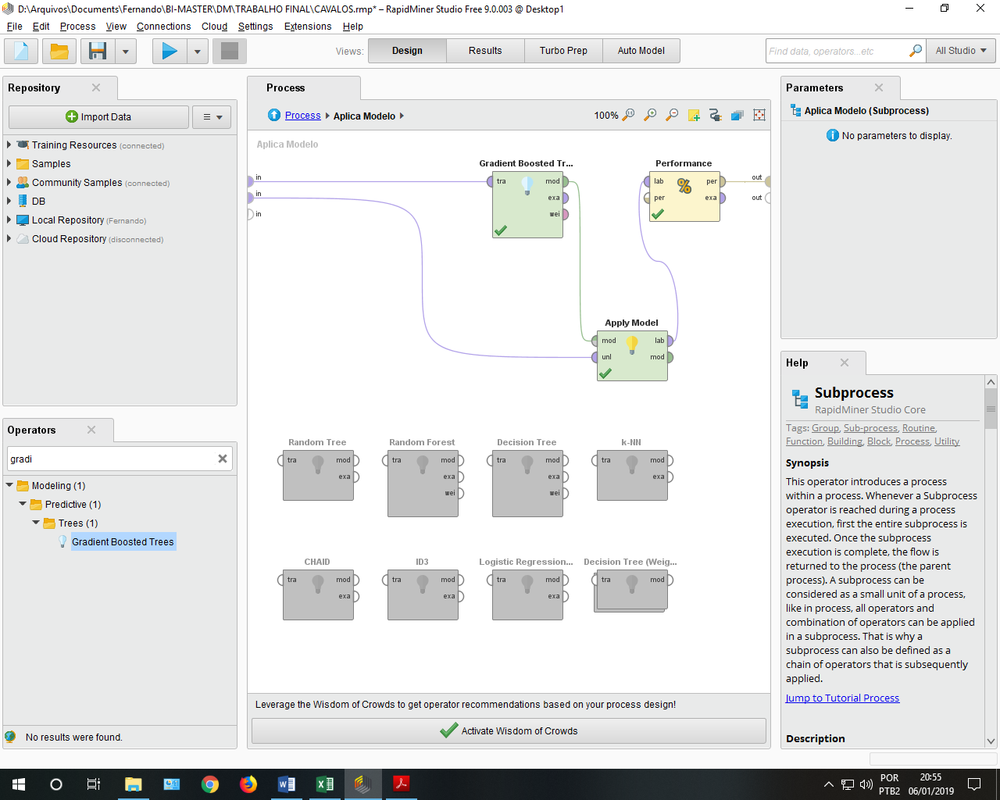 D:\Arquivos\Documents\Fernando\BI-MASTER\DM\TRABALHO FINAL\CAVALOS.rmp* – RapidMiner Studio Free 9.0.003 @ Desktop1
File Edit Process View Connections Cloud Settings Extensions Help
Views: Design Results Turbo Prep Auto Model
Find data, operators...etc
All Studio
Repository
Import Data
Training Resources (connected)
Samples
Community Samples (connected)
DB
Local Repository (Fernando)
Cloud Repository (disconnected)
Operators
gradi
Modeling (1)
Predictive (1)
Trees (1)
Gradient Boosted Trees
No results were found.
Process
Process Aplica Modelo
100%
Aplica Modelo
in
in
in
Gradient Boosted Tr...
tra mod
exa
wei
Performance
lab per
per exa
out
out
Apply Model
mod lab
unl mod
Random Tree
tra mod
exa
Random Forest
tra mod
exa
wei
Decision Tree
tra mod
exa
wei
k-NN
tra mod
exa
CHAID
tra mod
exa
ID3
tra mod
exa
Logistic Regression...
tra mod
exa
Decision Tree (Weig...
tra mod
Leverage the Wisdom of Crowds to get operator recommendations based on your process design!
Activate Wisdom of Crowds
Parameters
Aplica Modelo (Subprocess)
No parameters to display.
Help
Subprocess
RapidMiner Studio Core
Tags: Group, Sub-process, Routine,
Function, Building, Block, Process, Utility
Synopsis
This operator introduces a process
within a process. Whenever a Subprocess
operator is reached during a process
execution, first the entire subprocess is
executed. Once the subprocess
execution is complete, the flow is
returned to the process (the parent
process). A subprocess can be
considered as a small unit of a process,
like in process, all operators and
combination of operators can be applied
in a subprocess. That is why a
subprocess can also be defined as a
chain of operators that is subsequently
applied.
Jump to Tutorial Process
Description
POR
PTB2
20:55
06/01/2019